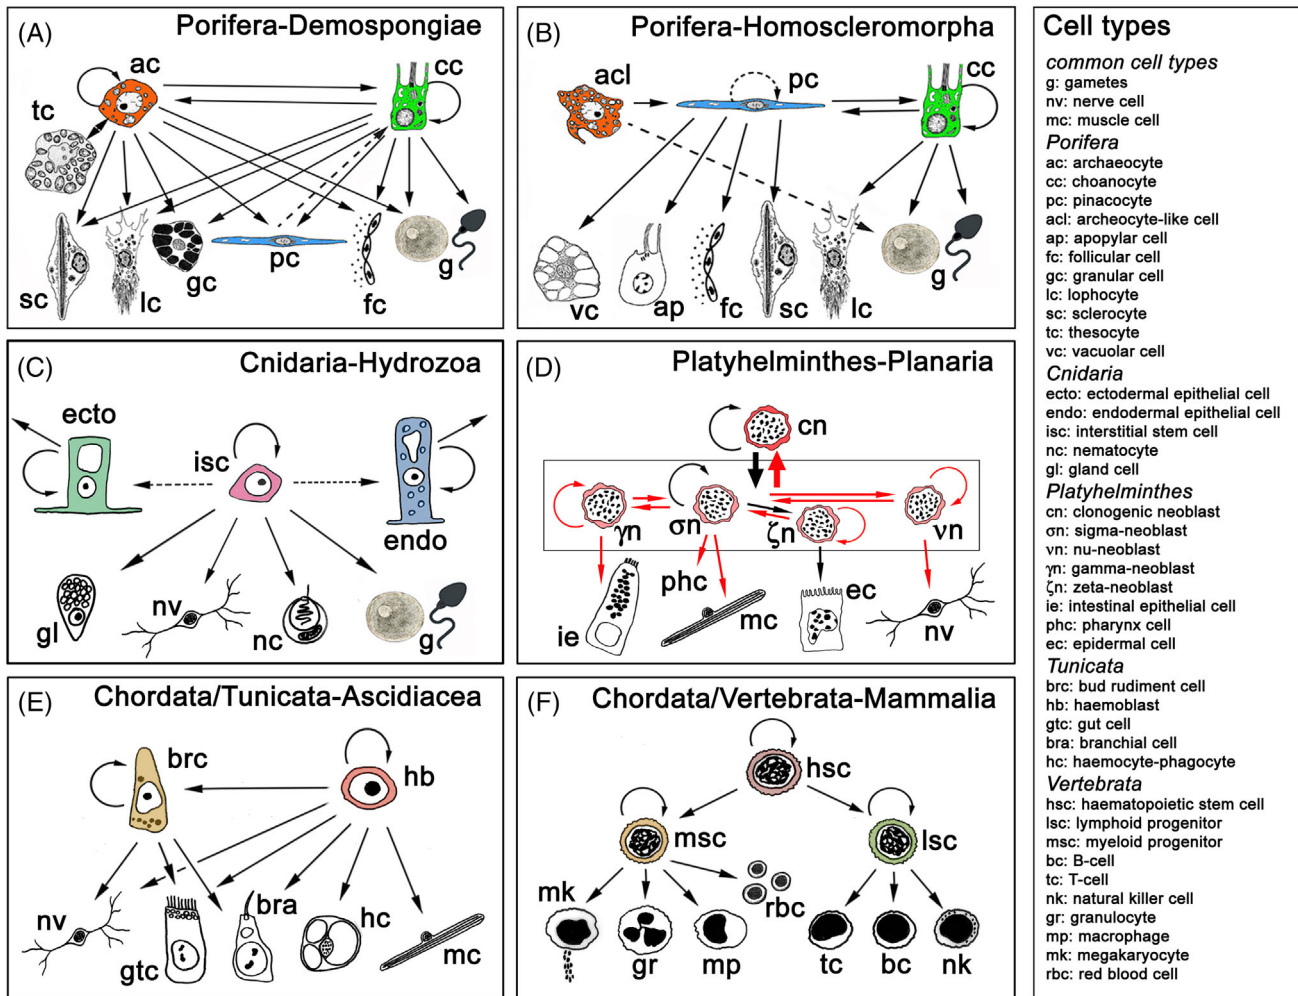 (A) Porifera-Demospongiae
ac
cc
tc
sc
lc
gc
pc
fc
g
(B) Porifera-Homoscleromorpha
acl
pc
cc
vc
ap
fc
sc
lc
g
(C) Cnidaria-Hydrozoa
ecto
isc
endo
gl
nv
nc
g
(D) Platyhelminthes-Planaria
cn
γn
σn
ζn
νn
ie
phc
mc
ec
nv
(E) Chordata/Tunicata-Ascidiacea
brc
hb
nv
gtc
bra
hc
mc
(F) Chordata/Vertebrata-Mammalia
hsc
msc
lsc
mk
gr
mp
rbc
tc
bc
nk
Cell types
common cell types
g: gametes
nv: nerve cell
mc: muscle cell
Porifera
ac: archaeocyte
cc: choanocyte
pc: pinacocyte
acl: archeocyte-like cell
ap: apopylar cell
fc: follicular cell
gc: granular cell
lc: lophocyte
sc: sclerocyte
tc: thesocyte
vc: vacuolar cell
Cnidaria
ecto: ectodermal epithelial cell
endo: endodermal epithelial cell
isc: interstitial stem cell
nc: nematocyte
gl: gland cell
Platyhelminthes
cn: clonogenic neoblast
σn: sigma-neoblast
νn: nu-neoblast
γn: gamma-neoblast
ζn: zeta-neoblast
ie: intestinal epithelial cell
phc: pharynx cell
ec: epidermal cell
Tunicata
brc: bud rudiment cell
hb: haemoblast
gtc: gut cell
bra: branchial cell
hc: haemocyte-phagocyte
Vertebrata
hsc: haematopoietic stem cell
lsc: lymphoid progenitor
msc: myeloid progenitor
bc: B-cell
tc: T-cell
nk: natural killer cell
gr: granulocyte
mp: macrophage
mk: megakaryocyte
rbc: red blood cell